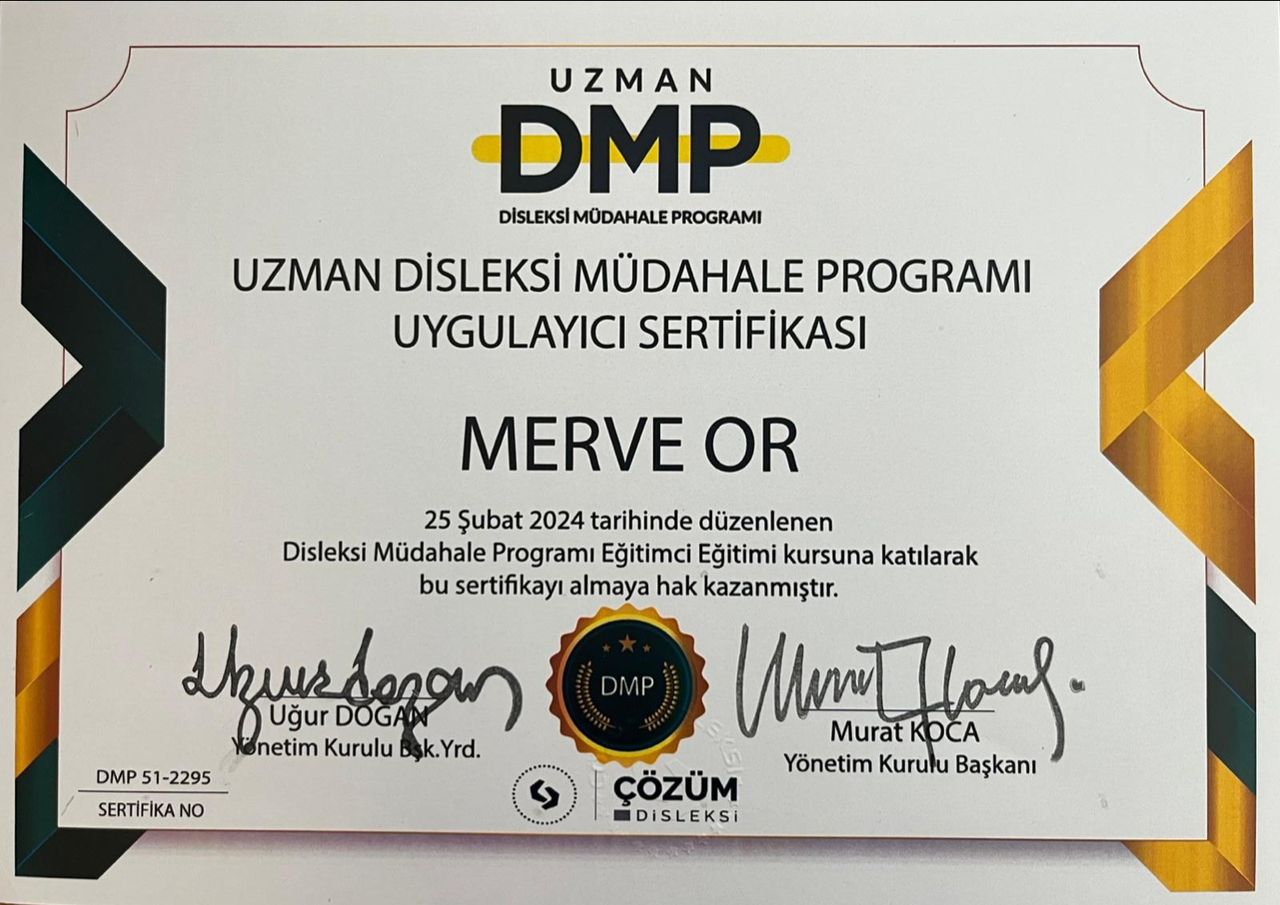 UZMAN
DMP
DİSLEKSİ MÜDAHALE PROGRAMI
UZMAN DİSLEKSİ MÜDAHALE PROGRAMI
UYGULAYICI SERTİFİKASI
MERVE OR
25 Şubat 2024 tarihinde düzenlenen
Disleksi Müdahale Programı Eğitimci Eğitimi kursuna katılarak
bu sertifikayı almaya hak kazanmıştır.
DMP
Uğur DOĞAN
Yönetim Kurulu Bşk.Yrd.
Murat KOCA
Yönetim Kurulu Başkanı
DMP 51-2295
SERTİFİKA NO
ÇÖZÜM
DİSLEKSİ